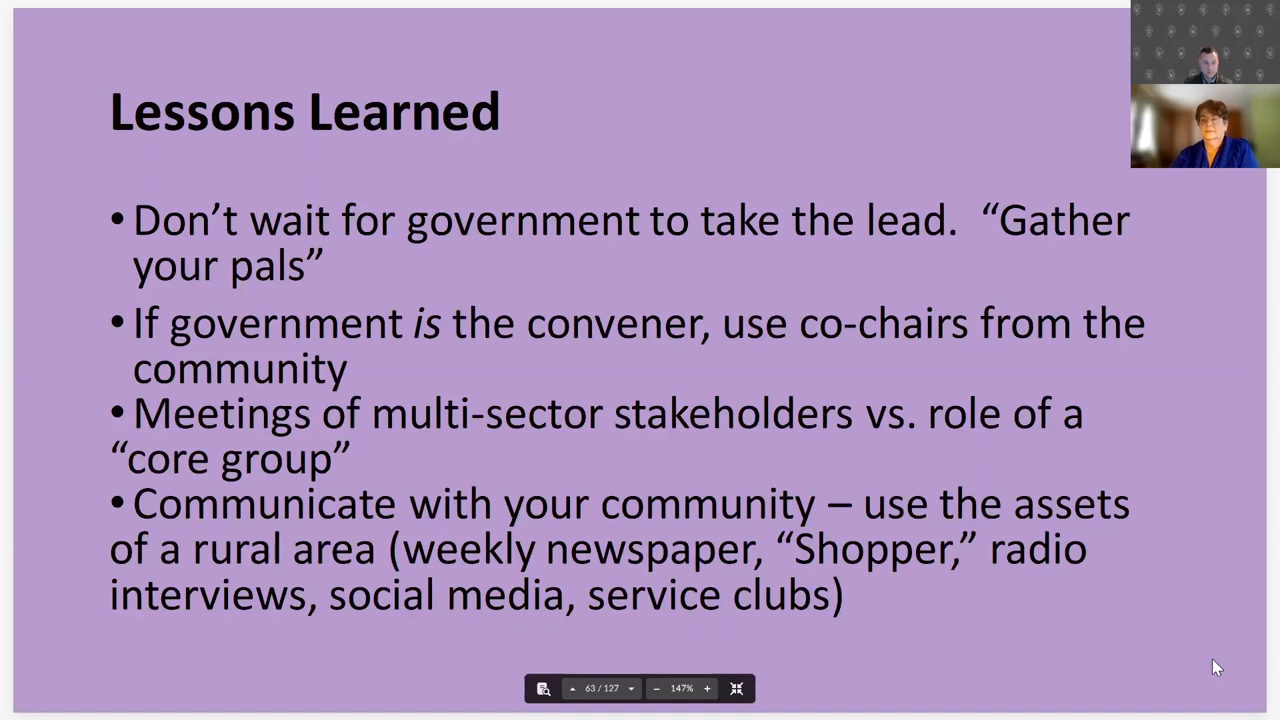 Lessons Learned
•Don’t wait for government to take the lead.  “Gather
your pals”
•If government is the convener, use co-chairs from the
community
•Meetings of multi-sector stakeholders vs. role of a
“core group”
•Communicate with your community – use the assets
of a rural area (weekly newspaper, “Shopper,” radio
interviews, social media, service clubs)
63 / 127
147%